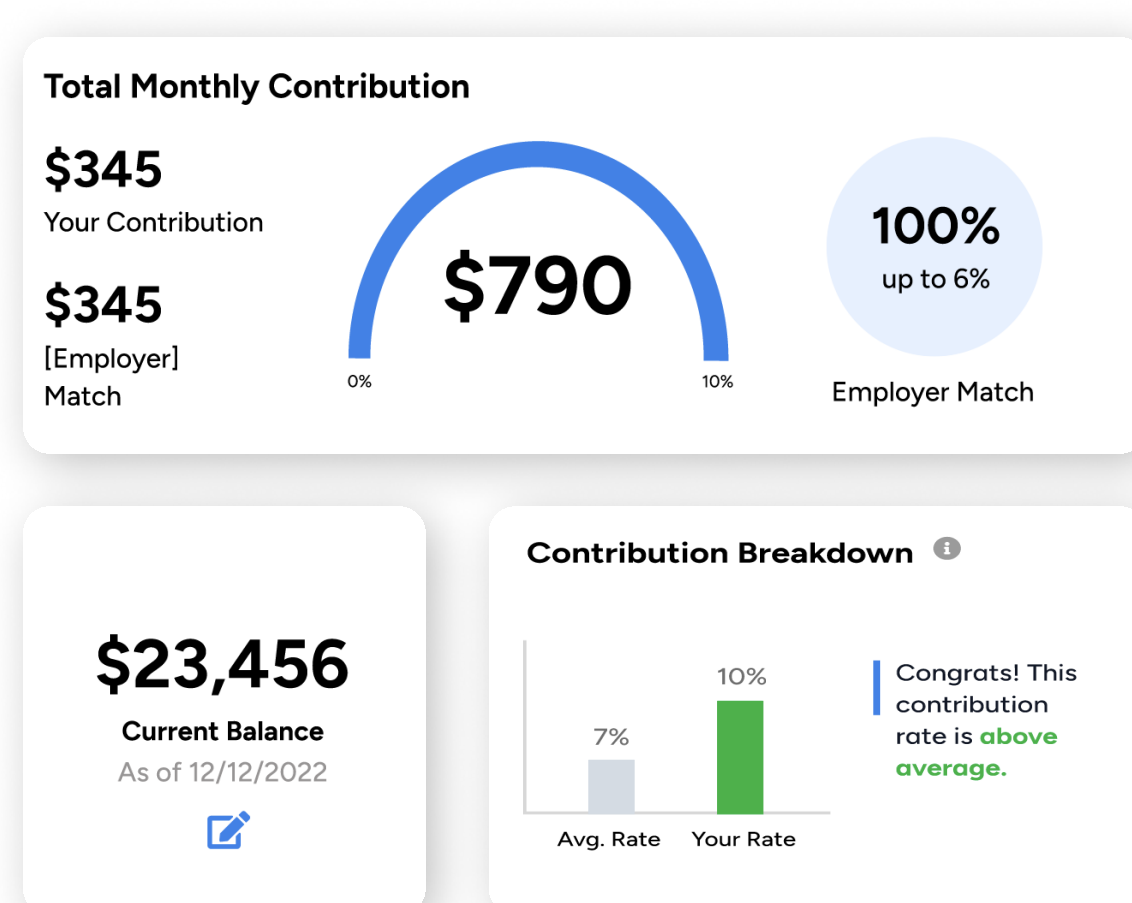 Total Monthly Contribution
$345
Your Contribution
$345
[Employer]
Match
$790
0%
10%
100%
up to 6%
Employer Match
$23,456
Current Balance
As of 12/12/2022
Contribution Breakdown
7%
10%
Avg. Rate
Your Rate
Congrats! This
contribution
rate is above
average.